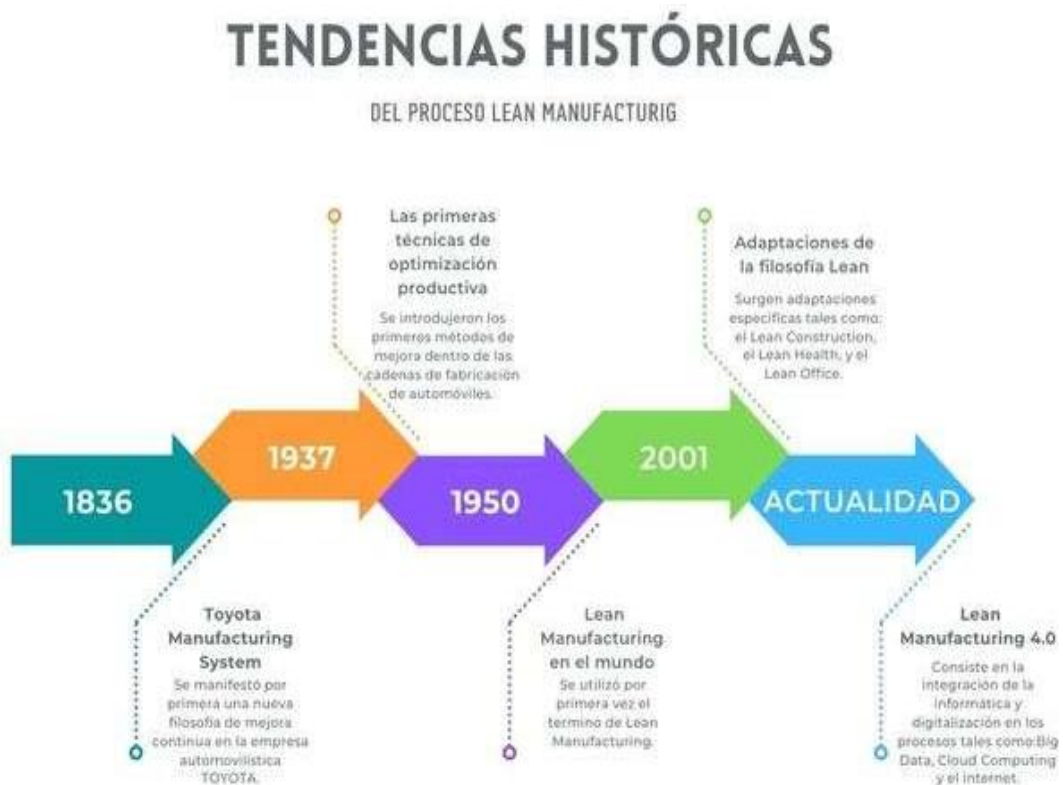 TENDENCIAS HISTÓRICAS
DEL PROCESO LEAN MANUFACTURIG
Las primeras
técnicas de
optimización
productiva
Se introdujeron los
primeros métodos de
mejora dentro de las
cadenas de fabricación
de automóviles.
Adaptaciones de
la filosofía Lean
Surgen adaptaciones
específicas tales como:
el Lean Construction,
el Lean Health, y el
Lean Office.
1836
1937
1950
2001
ACTUALIDAD
Toyota
Manufacturing
System
Se manifestó por
primera una nueva
filosofía de mejora
continua en la empresa
automovilística
TOYOTA.
Lean
Manufacturing
en el mundo
Se utilizó por
primera vez el
termino de Lean
Manufacturing.
Lean
Manufacturing 4.0
Consiste en la
integración de la
informática y
digitalización en los
procesos tales como:Big
Data, Cloud Computing
y el internet.